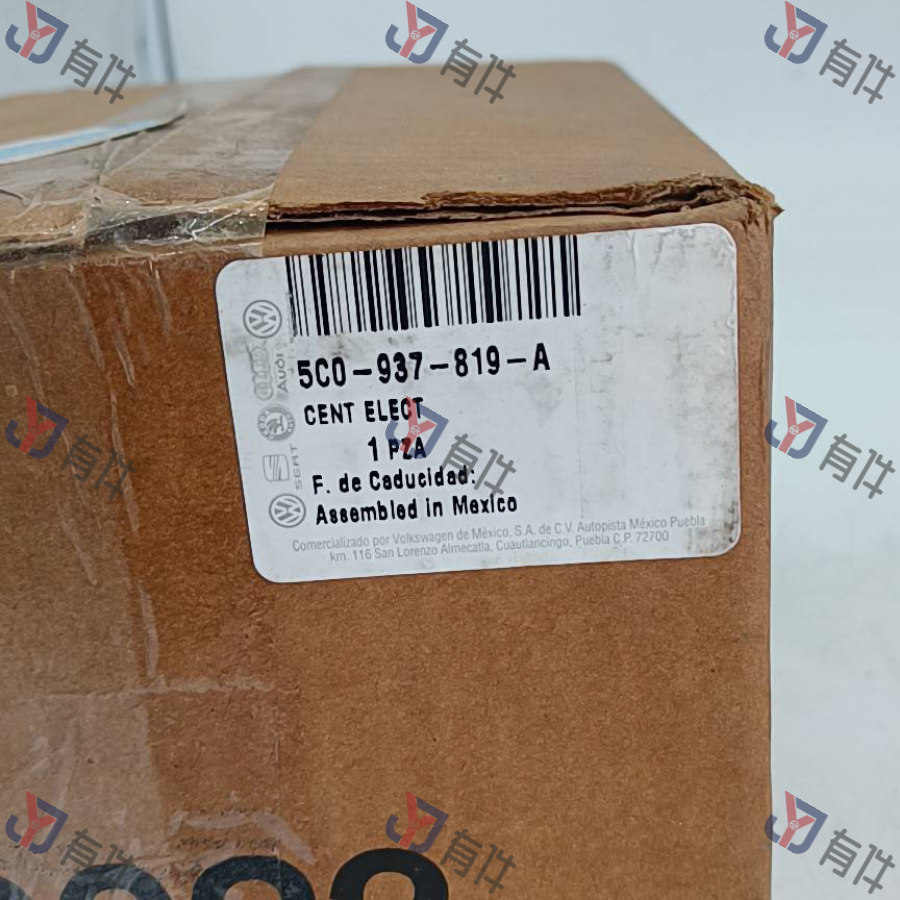 有件
有件
有件
AUDI
SEAT
5C0-937-819-A
CENT ELECT
1 PZA
F. de Caducidad:
Assembled in Mexico
Comercializado por Volkswagen de México, S.A. de C.V. Autopista México Puebla
km. 116 San Lorenzo Almecatla, Cuautlancingo, Puebla C.P. 72700
有件
有件
有件
有件
有件
有件